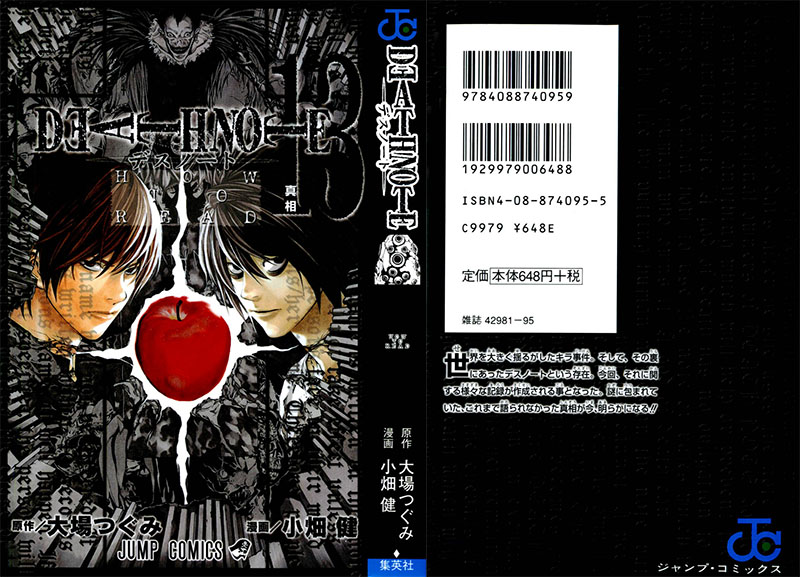 13
DEATH NOTE
デスノート
HOW
TO
READ
真相
原作/大場つぐみ
漫画/小畑 健
JUMP COMICS
JC
DEATH NOTE
デスノート
HOW
TO
READ
原作 大場つぐみ
漫画 小畑 健
集英社
JC
9784088740959
1929979006488
ISBN4-08-874095-5
C9979 ¥648E
定価 本体648円+税
雑誌 42981-95
世界を大きく揺るがしたキラ事件。そして、その裏
にあったデスノートという存在。今回、それに関
する様々な記録が作成される事となった。謎に包まれて
いた、これまで語られなかった真相が今、明らかになる!!
JC
ジャンプ・コミックス